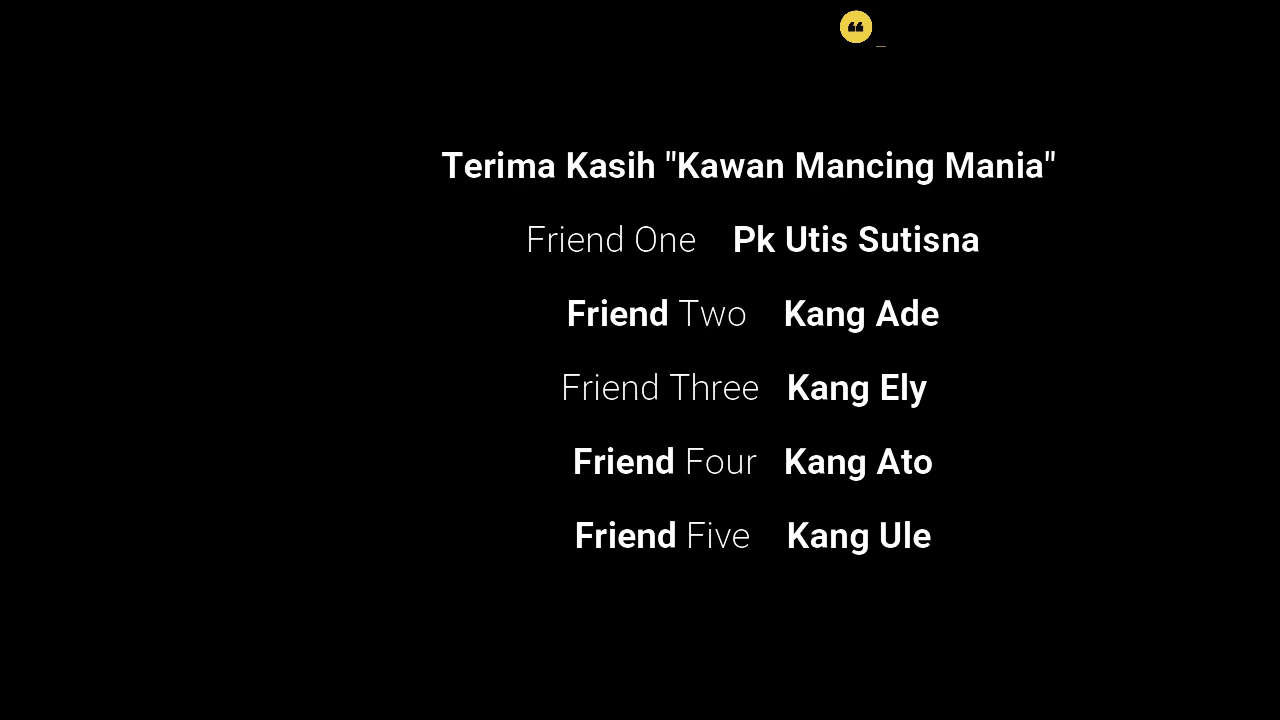 ❝ _
Terima Kasih "Kawan Mancing Mania"
Friend One Pk Utis Sutisna
Friend Two Kang Ade
Friend Three Kang Ely
Friend Four Kang Ato
Friend Five Kang Ule